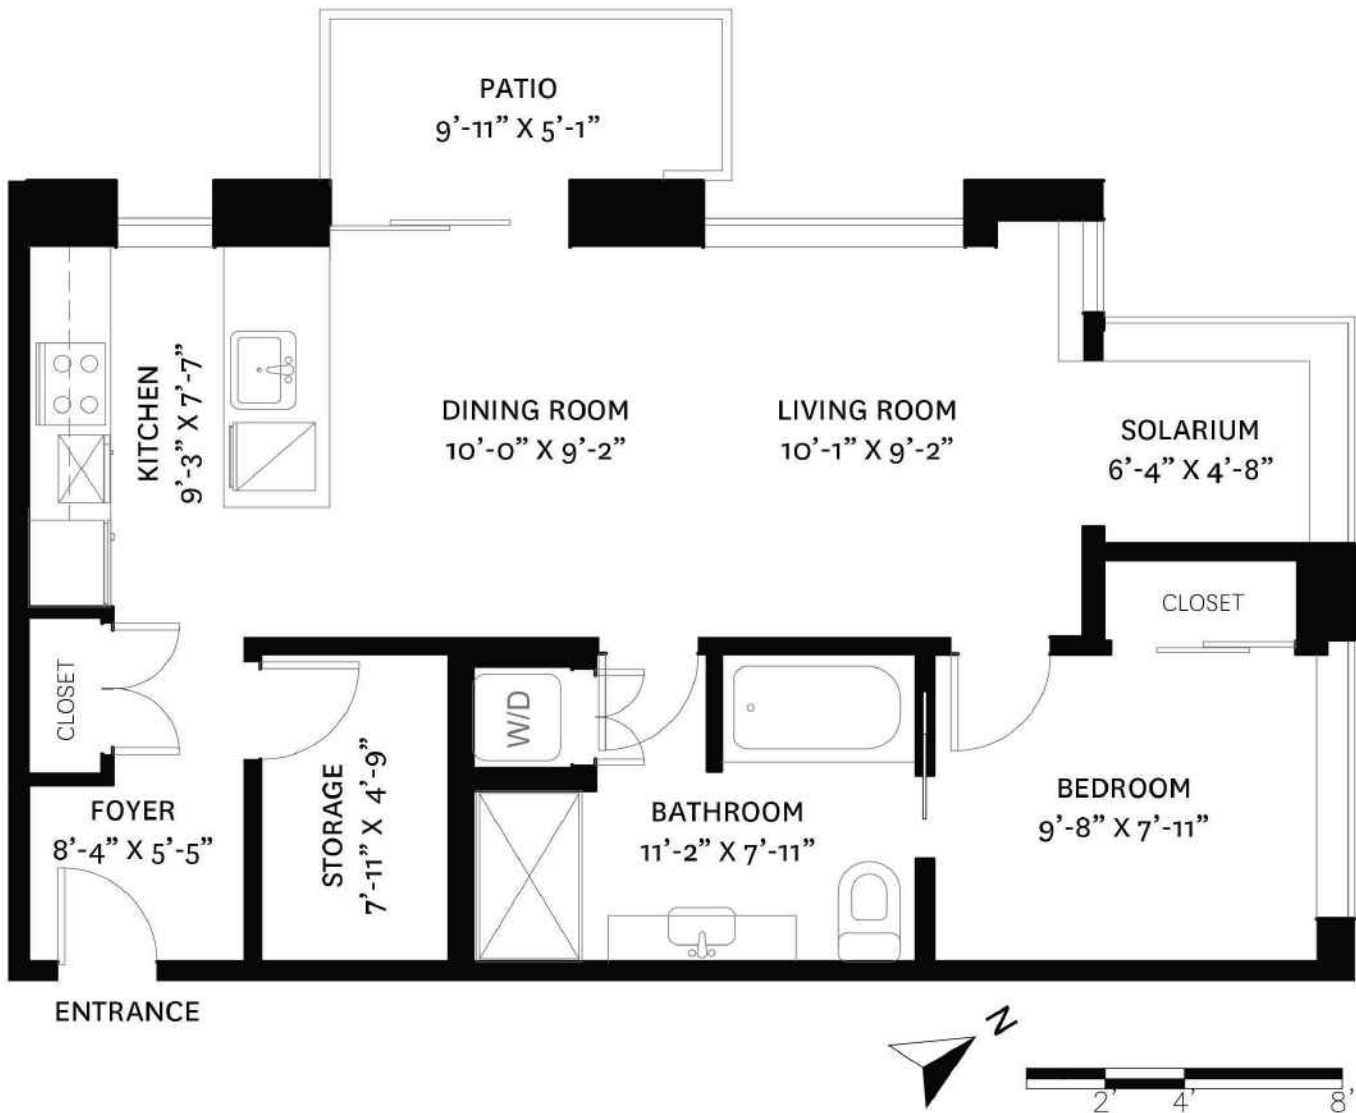 PATIO
9'-11” X 5'-1”
KITCHEN
9'-3” X 7'-7”
DINING ROOM
10'-0” X 9'-2”
LIVING ROOM
10'-1” X 9'-2”
SOLARIUM
6'-4” X 4'-8”
CLOSET
CLOSET
W/D
STORAGE
7'-11” X 4'-9”
FOYER
8'-4” X 5'-5”
BATHROOM
11'-2” X 7'-11”
BEDROOM
9'-8” X 7'-11”
ENTRANCE
N
2' 4' 8'